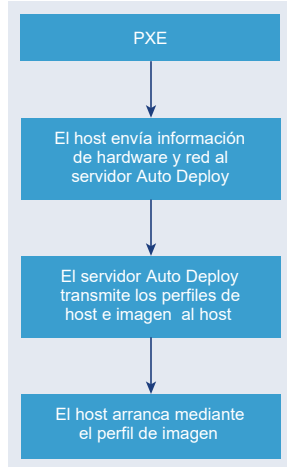 PXE
El host envía información
de hardware y red al
servidor Auto Deploy
El servidor Auto Deploy
transmite los perfiles de
host e imagen al host
El host arranca mediante
el perfil de imagen